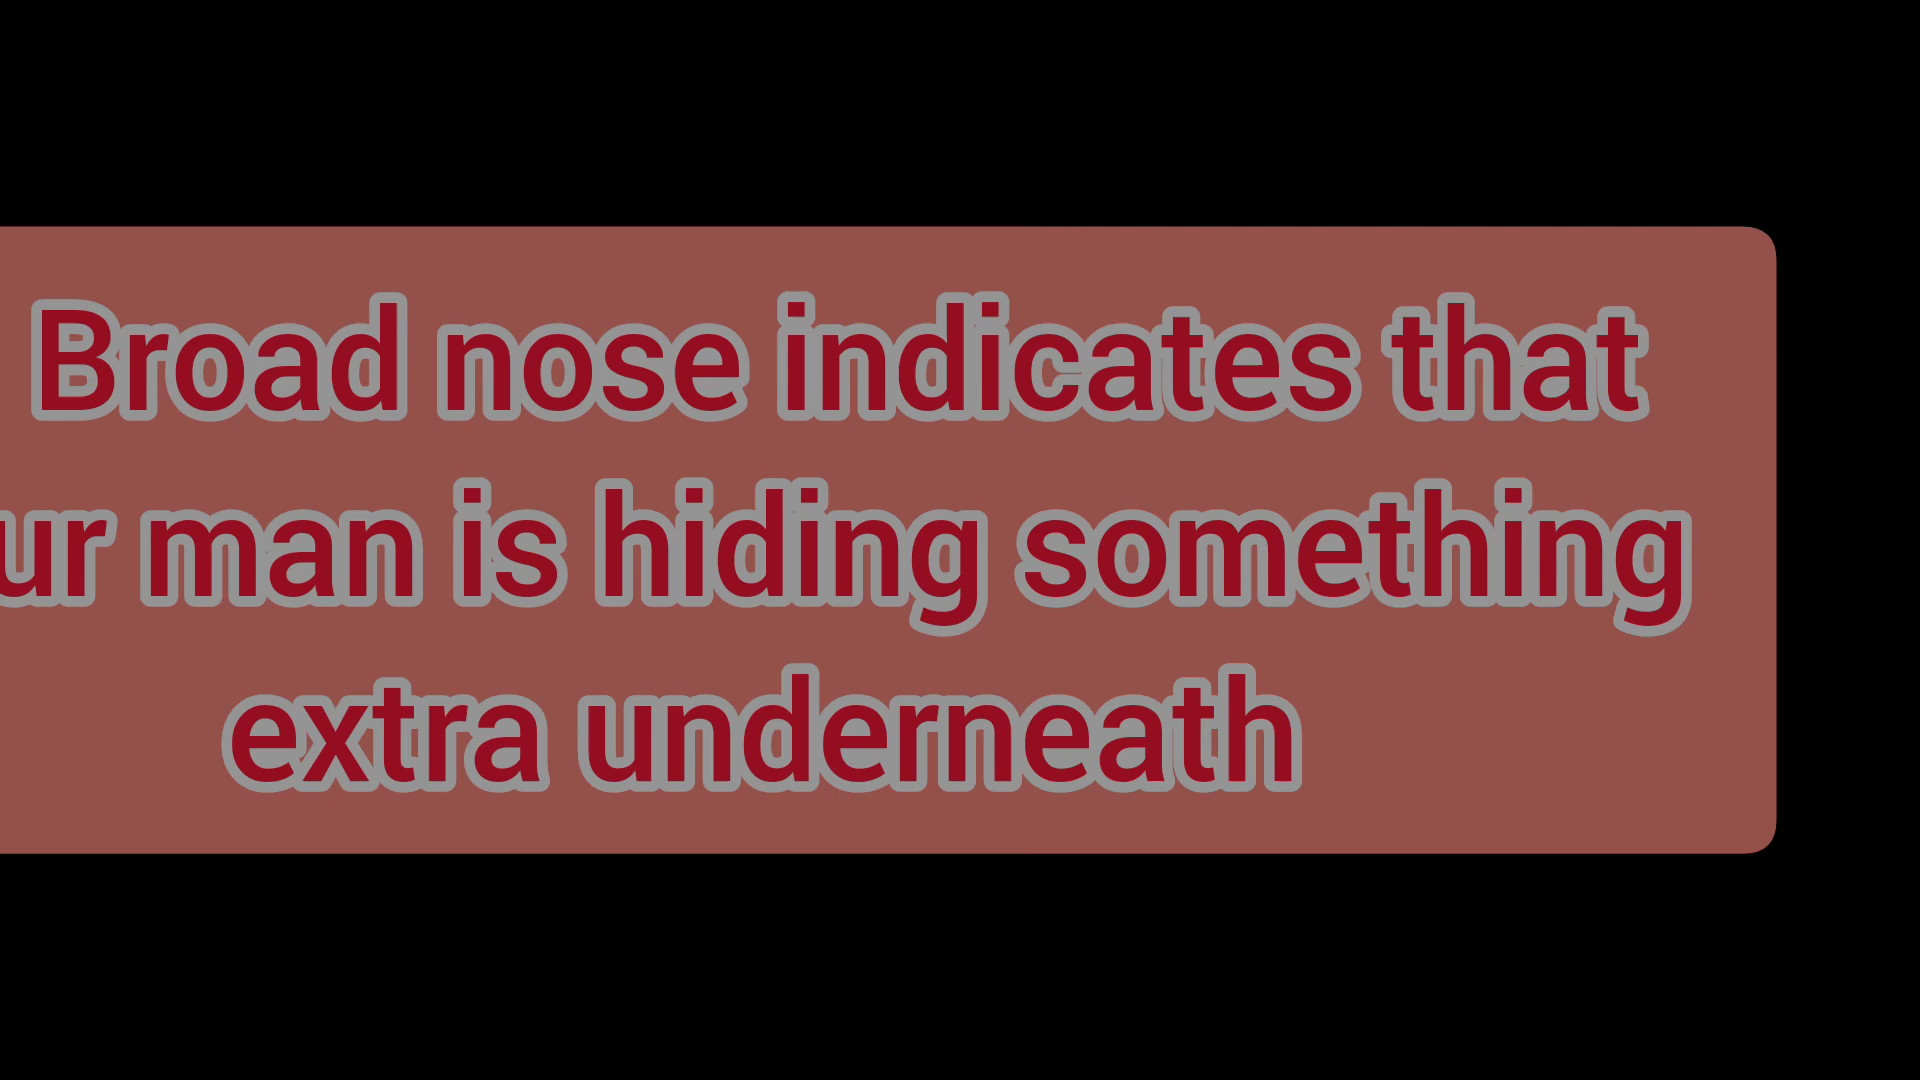 Broad nose indicates that
ur man is hiding something
extra underneath